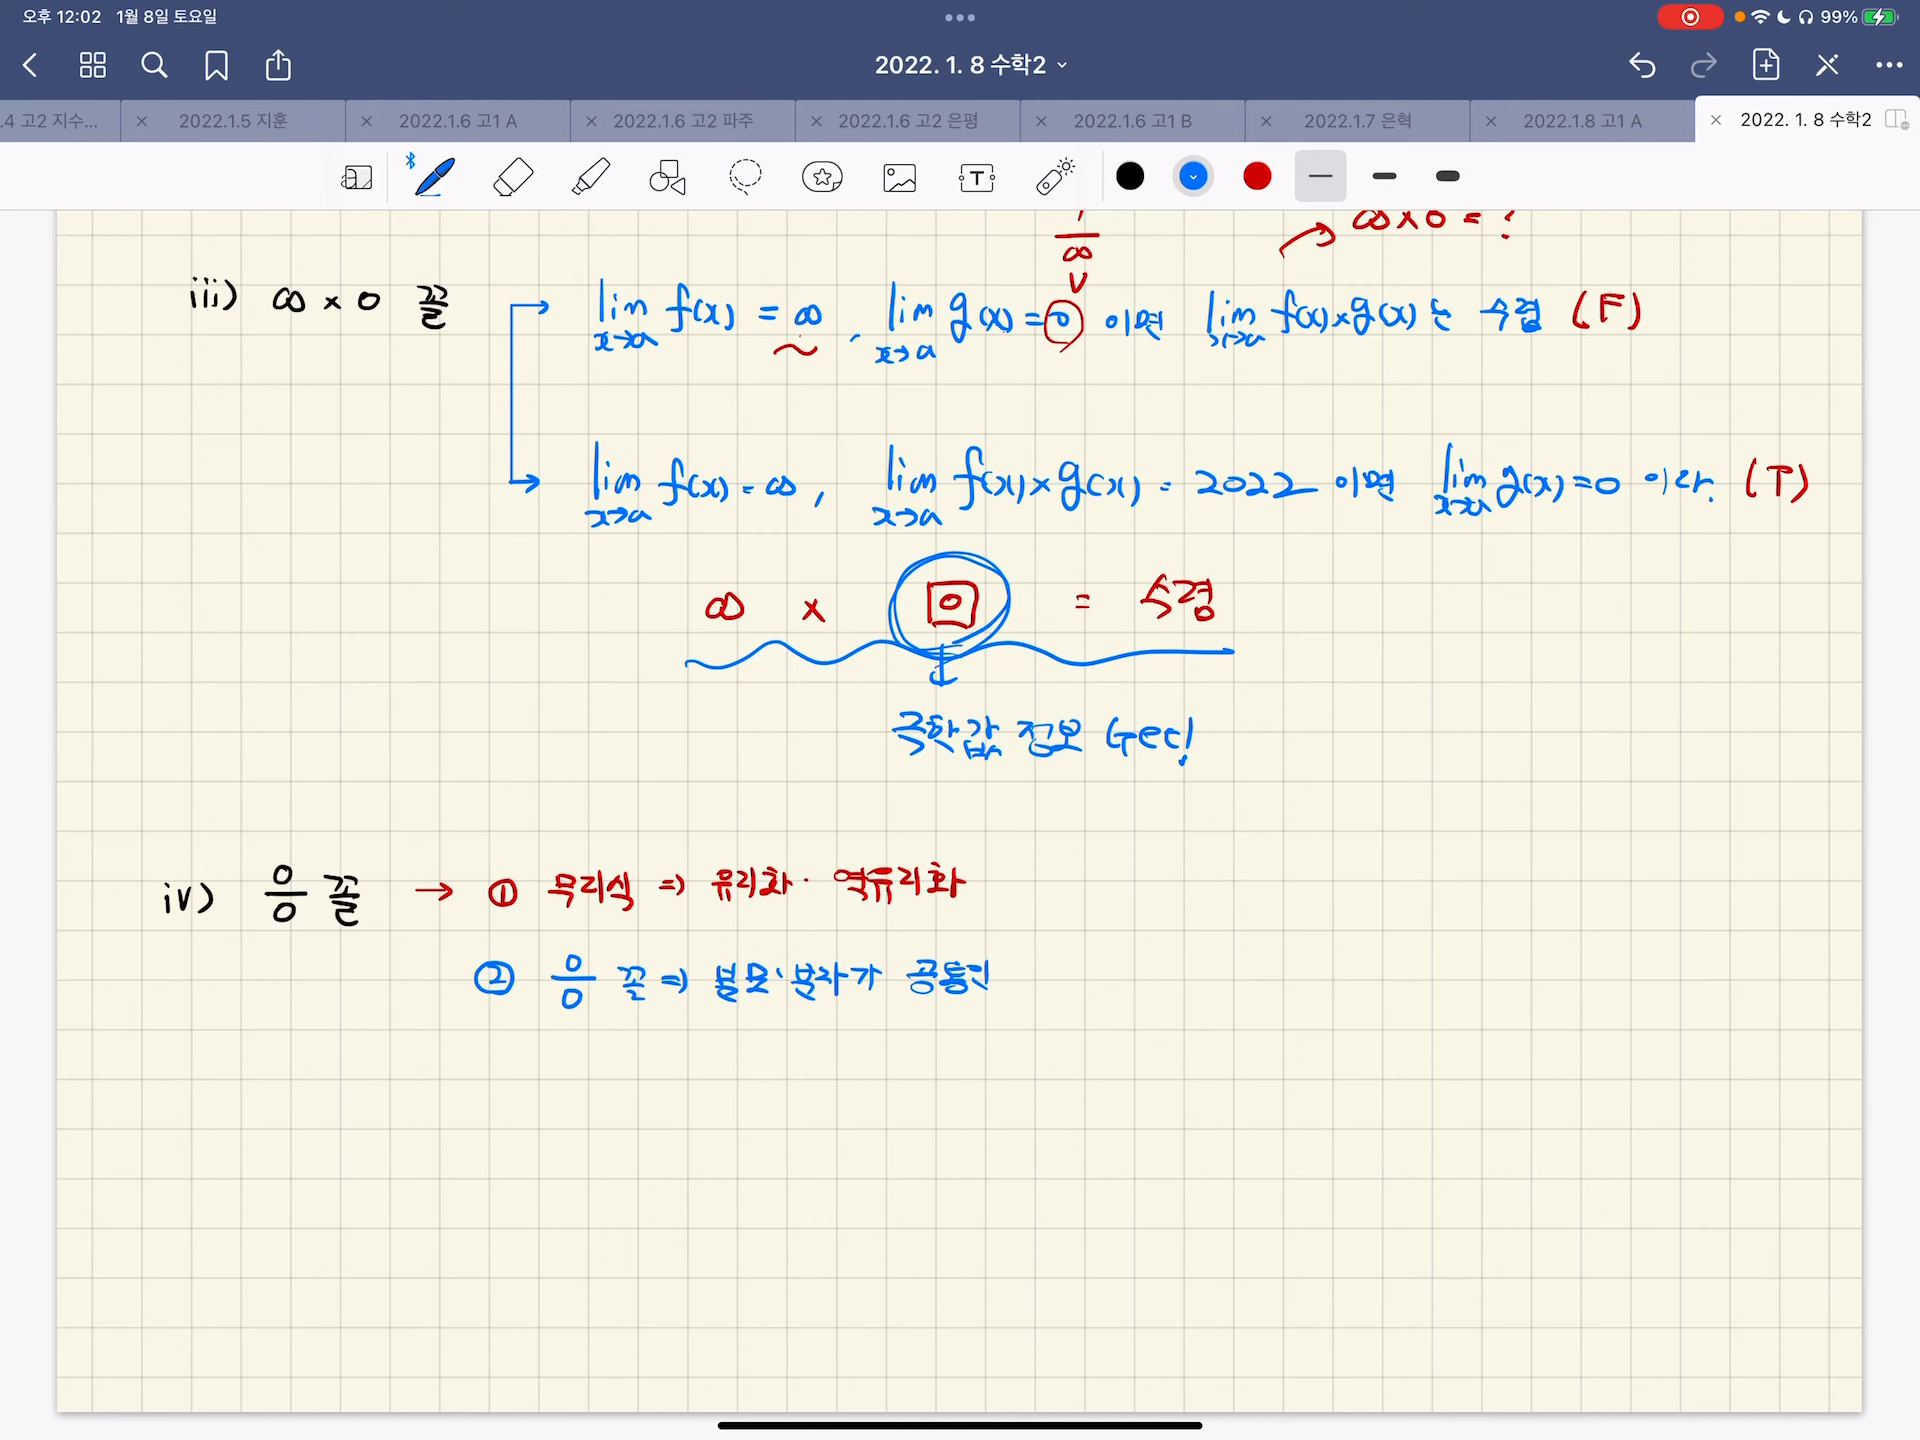 오후 12:02 1월 8일 토요일
99%
2022. 1. 8 수학2
.4 고2 지수... 2022.1.5 지훈 2022.1.6 고1 A 2022.1.6 고2 파주 2022.1.6 고2 은평 2022.1.6 고1 B 2022.1.7 은혁 2022.1.8 고1 A 2022. 1. 8 수학2
1/∞ ∞×0 = ?
iii) ∞ × 0 꼴 lim x→a f(x) = ∞, lim x→a g(x) = 0 이면 lim x→a f(x)×g(x)는 수렴 (F)
lim x→a f(x) = ∞, lim x→a f(x)×g(x) = 2022 이면 lim x→a g(x) = 0 이다. (T)
∞ × 0 = 수렴
극한값 정보 Get!
iv) 0/0 꼴 → ① 무리식 ⇒ 유리화· 역유리화
② 0/0 꼴 ⇒ 분모·분자가 공통인